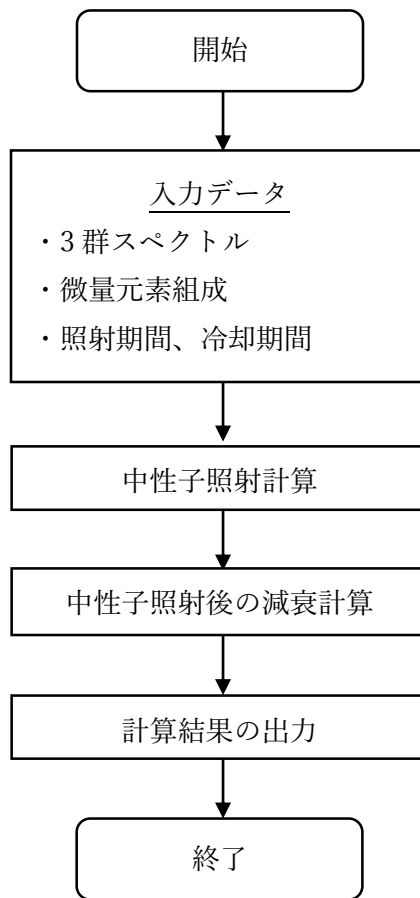 開始
入力データ
・3 群スペクトル
・微量元素組成
・照射期間、冷却期間
中性子照射計算
中性子照射後の減衰計算
計算結果の出力
終了